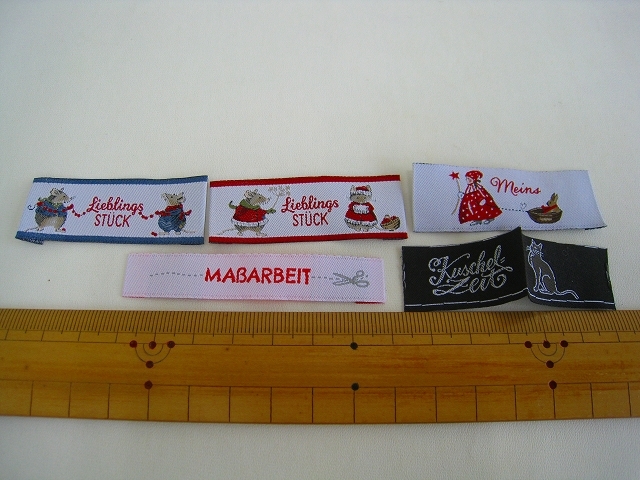 Lieblings
STÜCK
Lieblings
STÜCK
Meins
MAßARBEIT
Kuschel-
Zeit